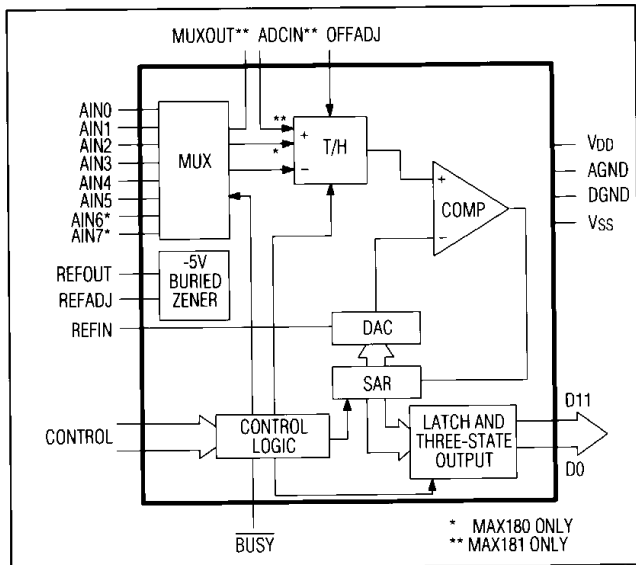 MUXOUT** ADCIN** OFFADJ
AIN0
AIN1
AIN2
AIN3
AIN4
AIN5
AIN6*
AIN7*
MUX
**
+
*
−
T/H
VDD
AGND
DGND
VSS
+
−
COMP
REFOUT
REFADJ
REFIN
-5V
BURIED
ZENER
DAC
SAR
CONTROL
CONTROL
LOGIC
LATCH AND
THREE-STATE
OUTPUT
D11
D0
BUSY
* MAX180 ONLY
** MAX181 ONLY